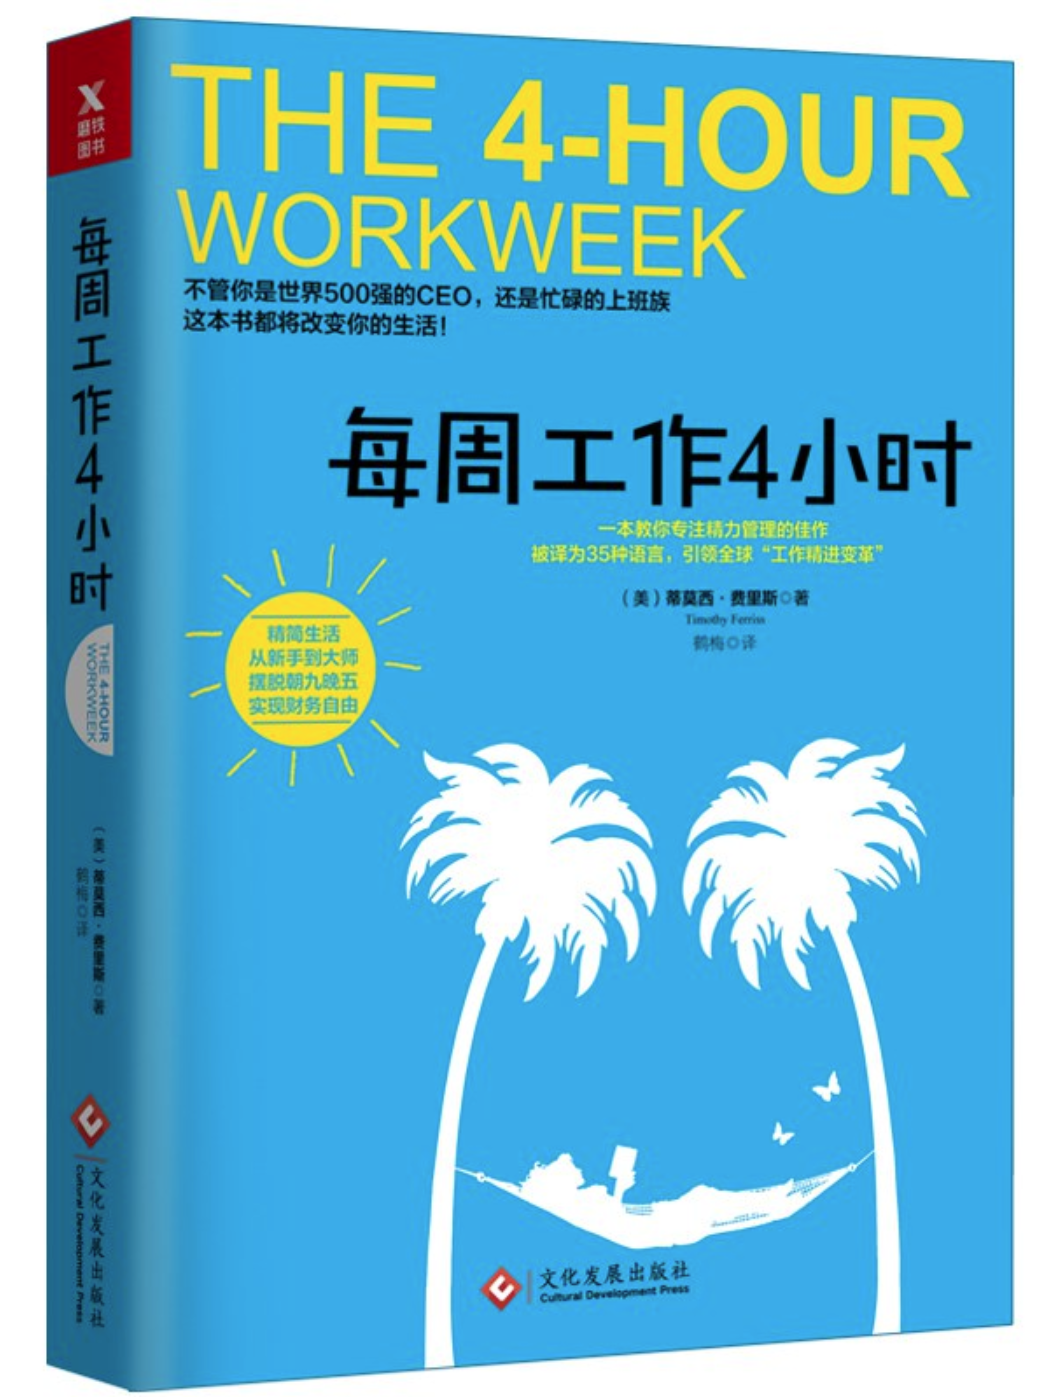 磨铁
图书
每周工作4小时
THE 4-HOUR
WORKWEEK
（美）蒂莫西·费里斯○著
鹤梅○译
文化发展出版社
Cultural Development Press
THE 4-HOUR
WORKWEEK
不管你是世界500强的CEO，还是忙碌的上班族
这本书都将改变你的生活！
每周工作4小时
一本教你专注精力管理的佳作
被译为35种语言，引领全球“工作精进变革”
（美）蒂莫西·费里斯○著
Timothy Ferriss
鹤梅○译
精简生活
从新手到大师
摆脱朝九晚五
实现财务自由
文化发展出版社
Cultural Development Press